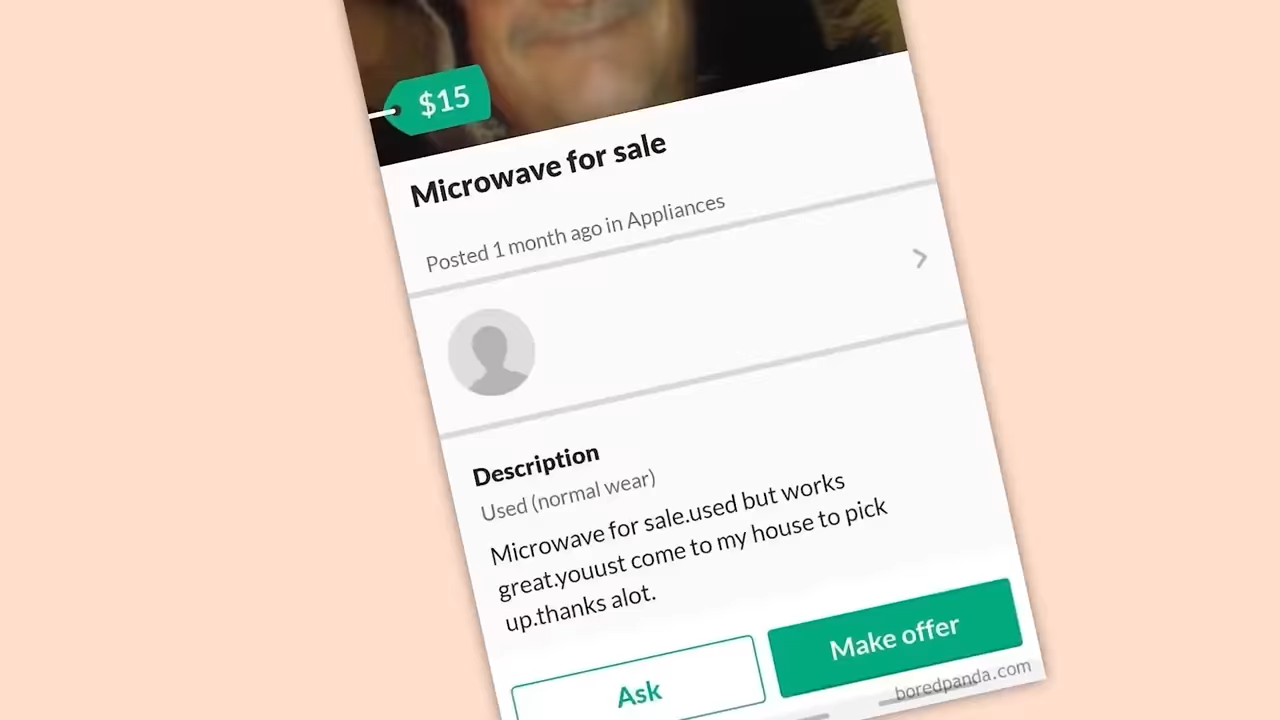 $15
Microwave for sale
Posted 1 month ago in Appliances
Description
Used (normal wear)
Microwave for sale.used but works
great.youust come to my house to pick
up.thanks alot.
Ask
Make offer
boredpanda.com